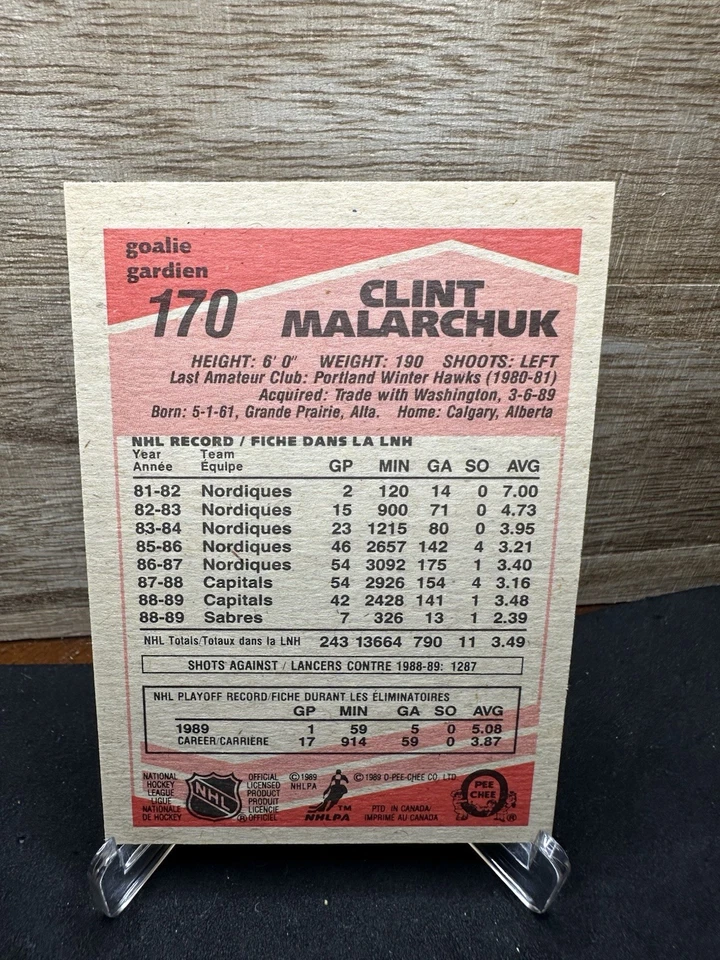 goalie
gardien
170
CLINT
MALARCHUK
HEIGHT: 6' 0" WEIGHT: 190 SHOOTS: LEFT
Last Amateur Club: Portland Winter Hawks (1980-81)
Acquired: Trade with Washington, 3-6-89
Born: 5-1-61, Grande Prairie, Alta. Home: Calgary, Alberta
NHL RECORD / FICHE DANS LA LNH
Year Team
Année Équipe GP MIN GA SO AVG
81-82 Nordiques 2 120 14 0 7.00
82-83 Nordiques 15 900 71 0 4.73
83-84 Nordiques 23 1215 80 0 3.95
85-86 Nordiques 46 2657 142 4 3.21
86-87 Nordiques 54 3092 175 1 3.40
87-88 Capitals 54 2926 154 4 3.16
88-89 Capitals 42 2428 141 1 3.48
88-89 Sabres 7 326 13 1 2.39
NHL Totals/Totaux dans la LNH 243 13664 790 11 3.49
SHOTS AGAINST / LANCERS CONTRE 1988-89: 1287
NHL PLAYOFF RECORD/FICHE DURANT LES ÉLIMINATOIRES
GP MIN GA SO AVG
1989 1 59 5 0 5.08
CAREER/CARRIÈRE 17 914 59 0 3.87
NATIONAL
HOCKEY
LEAGUE
LIGUE
NATIONALE
DE HOCKEY
NHL
®
OFFICIAL
LICENSED
PRODUCT
PRODUIT
LICENCIÉ
OFFICIEL
© 1989
NHLPA
TM
NHLPA
© 1989 O-PEE-CHEE CO. LTD
PTD. IN CANADA/
IMPRIMÉ AU CANADA
PEE
CHEE
®